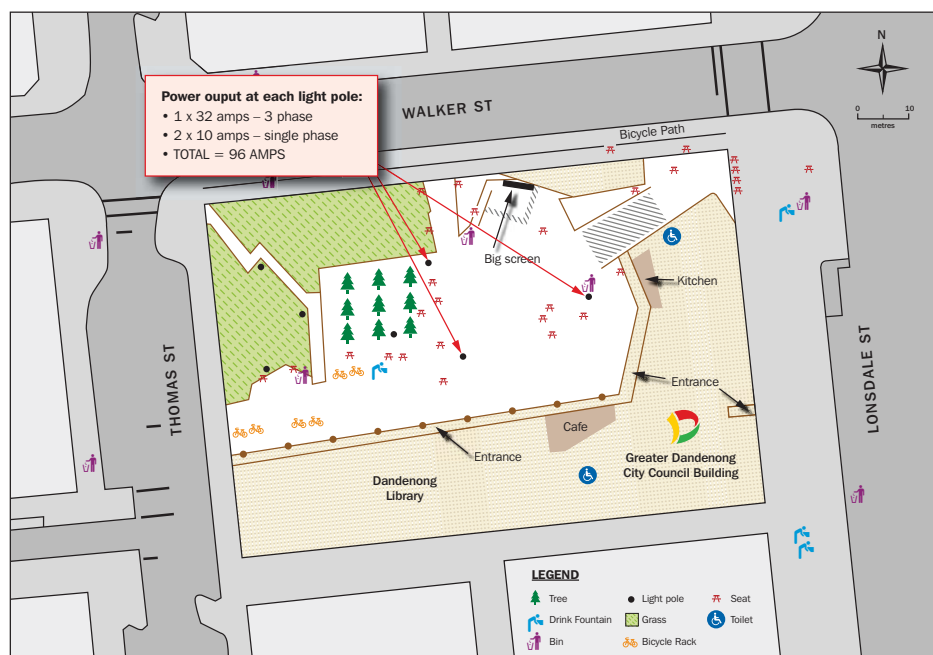 N
0 10
metres
WALKER ST
Power ouput at each light pole:
• 1 x 32 amps – 3 phase
• 2 x 10 amps – single phase
• TOTAL = 96 AMPS
Bicycle Path
Big screen
Kitchen
THOMAS ST
LONSDALE ST
Entrance
Cafe
Entrance
Greater Dandenong
City Council Building
Dandenong
Library
LEGEND
Tree
Light pole
Seat
Drink Fountain
Grass
Toilet
Bin
Bicycle Rack